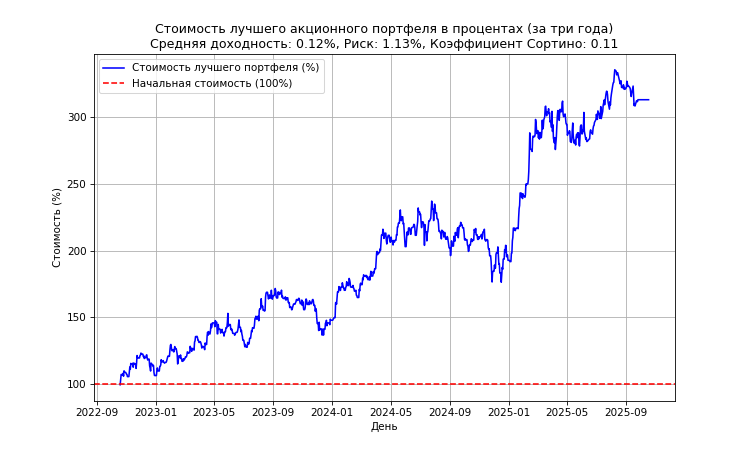 Стоимость лучшего акционного портфеля в процентах (за три года)
Средняя доходность: 0.12%, Риск: 1.13%, Коэффициент Сортино: 0.11
Стоимость лучшего портфеля (%)
Начальная стоимость (100%)
Стоимость (%)
300
250
200
150
100
2022-09 2023-01 2023-05 2023-09 2024-01 2024-05 2024-09 2025-01 2025-05 2025-09
День